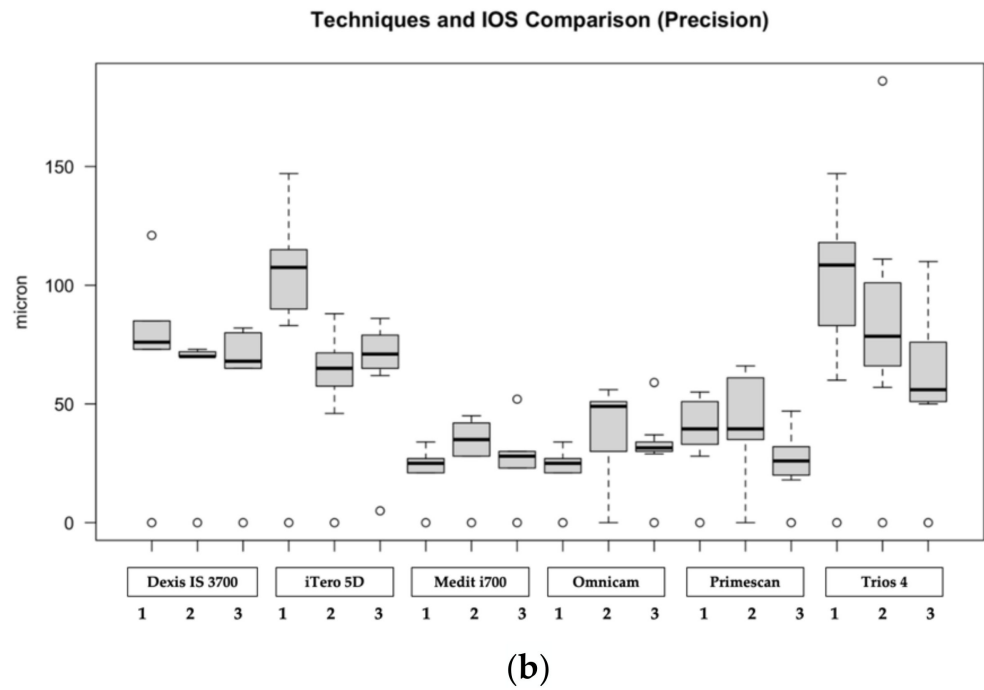 Techniques and IOS Comparison (Precision)
150
100
50
0
micron
Dexis IS 3700 iTero 5D Medit i700 Omnicam Primescan Trios 4
1 2 3 1 2 3 1 2 3 1 2 3 1 2 3 1 2 3
(b)